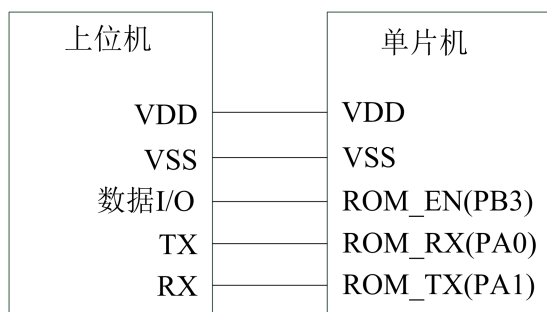 上位机 单片机
VDD VDD
VSS VSS
数据I/O ROM_EN(PB3)
TX ROM_RX(PA0)
RX ROM_TX(PA1)